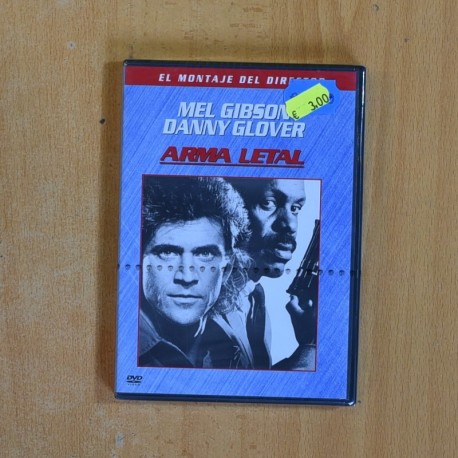 EL MONTAJE DEL DIRECTOR
MEL GIBSON
€ 3,00
DANNY GLOVER
ARMA LETAL
DVD